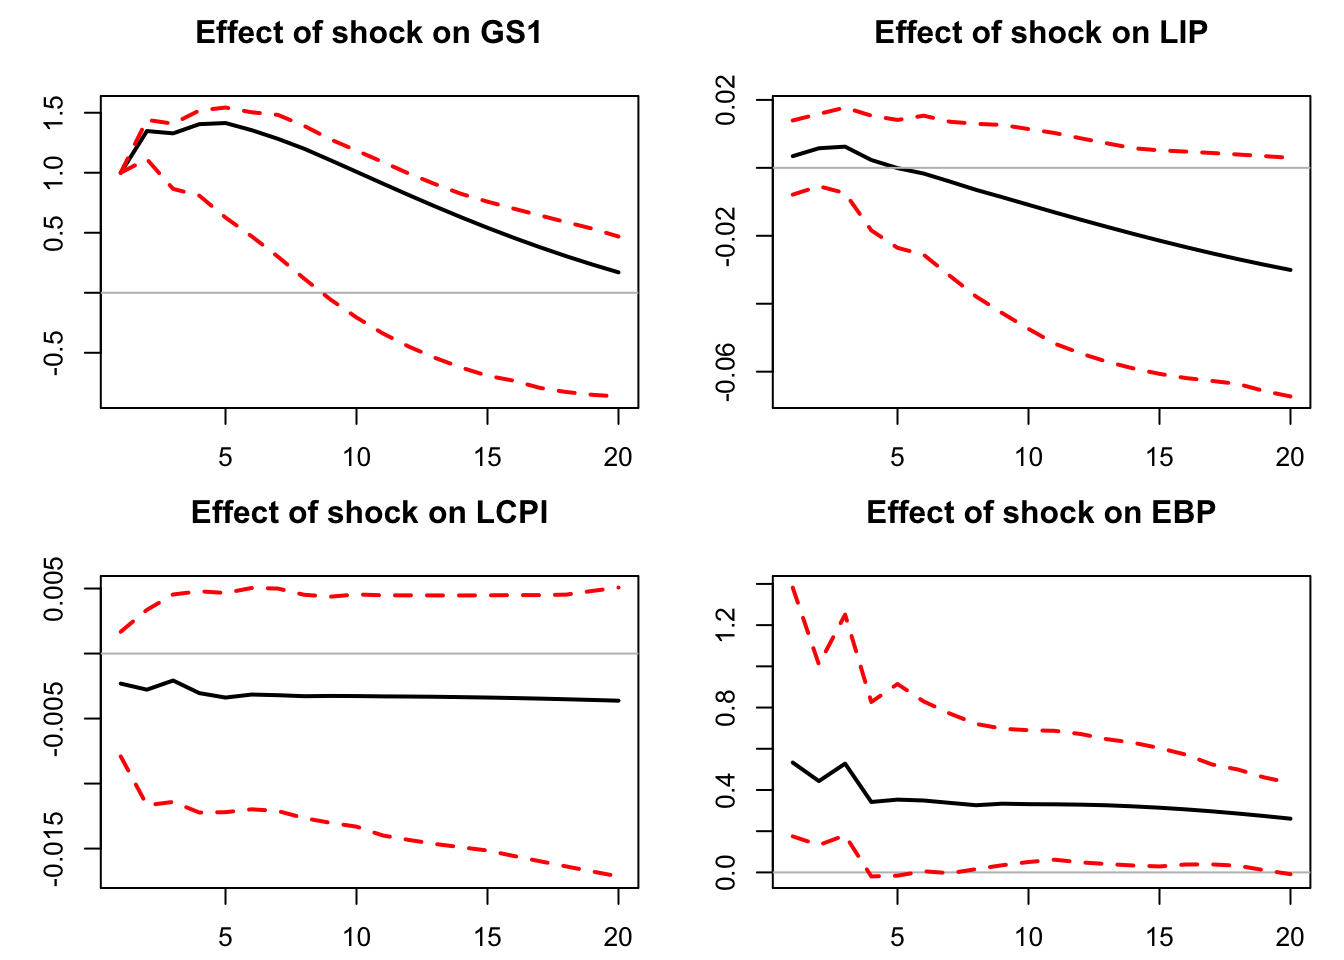 Effect of shock on GS1
1.5
1.0
0.5
-0.5
5 10 15 20
Effect of shock on LIP
0.02
-0.02
-0.06
5 10 15 20
Effect of shock on LCPI
0.005
-0.005
-0.015
5 10 15 20
Effect of shock on EBP
1.2
0.8
0.4
0.0
5 10 15 20